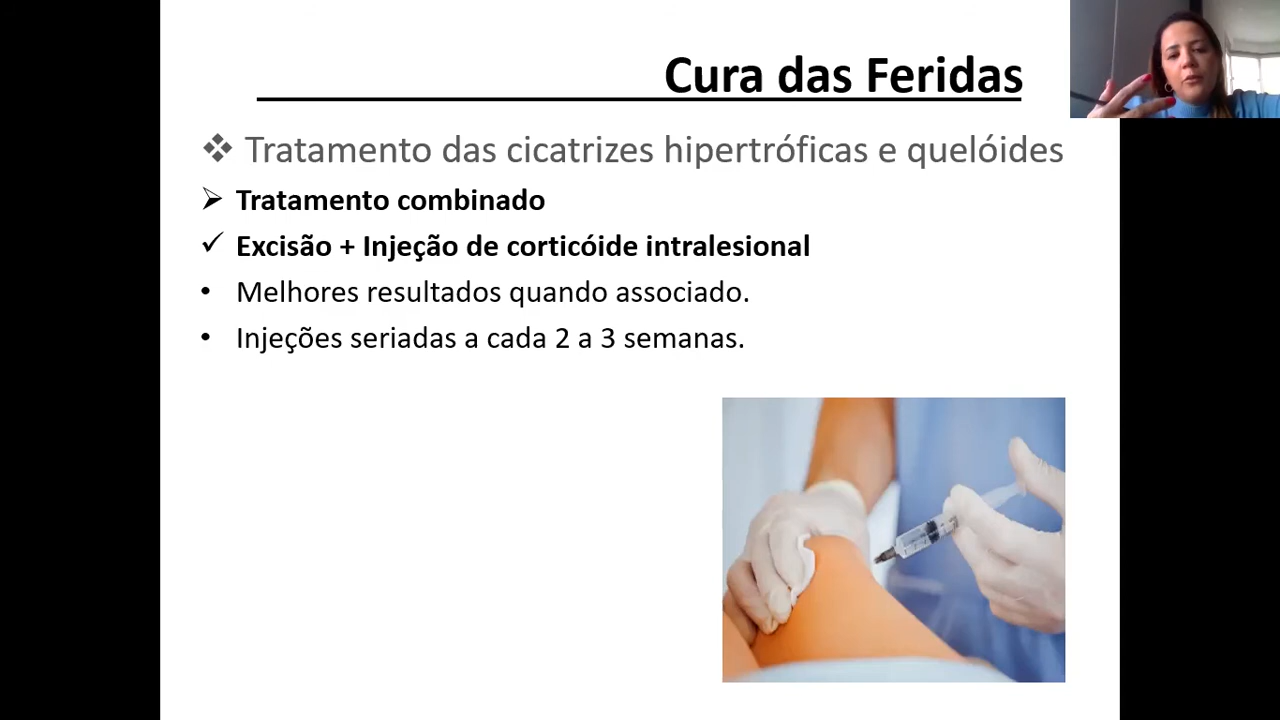 Cura das Feridas
❖ Tratamento das cicatrizes hipertróficas e quelóides
➢ Tratamento combinado
✓ Excisão + Injeção de corticóide intralesional
• Melhores resultados quando associado.
• Injeções seriadas a cada 2 a 3 semanas.